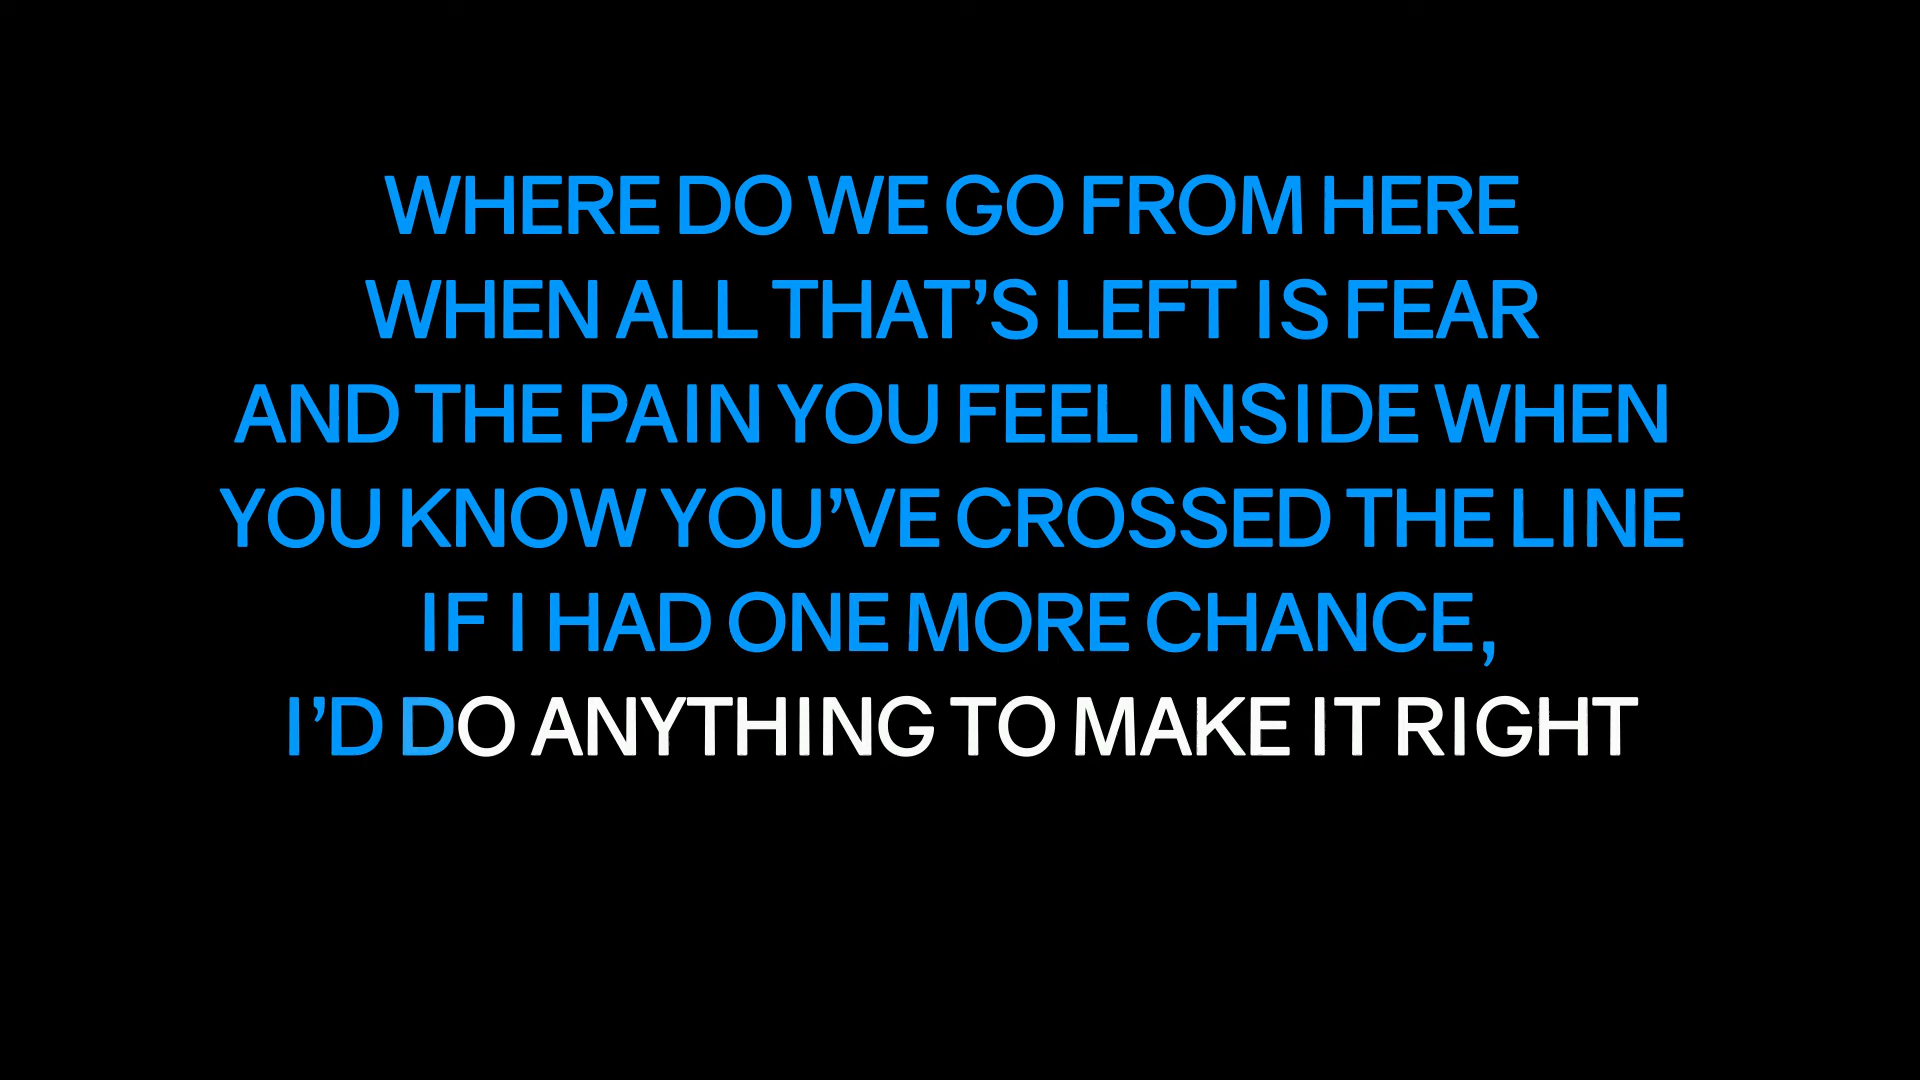 WHERE DO WE GO FROM HERE
WHEN ALL THAT’S LEFT IS FEAR
AND THE PAIN YOU FEEL INSIDE WHEN
YOU KNOW YOU’VE CROSSED THE LINE
IF I HAD ONE MORE CHANCE,
I’D DO ANYTHING TO MAKE IT RIGHT